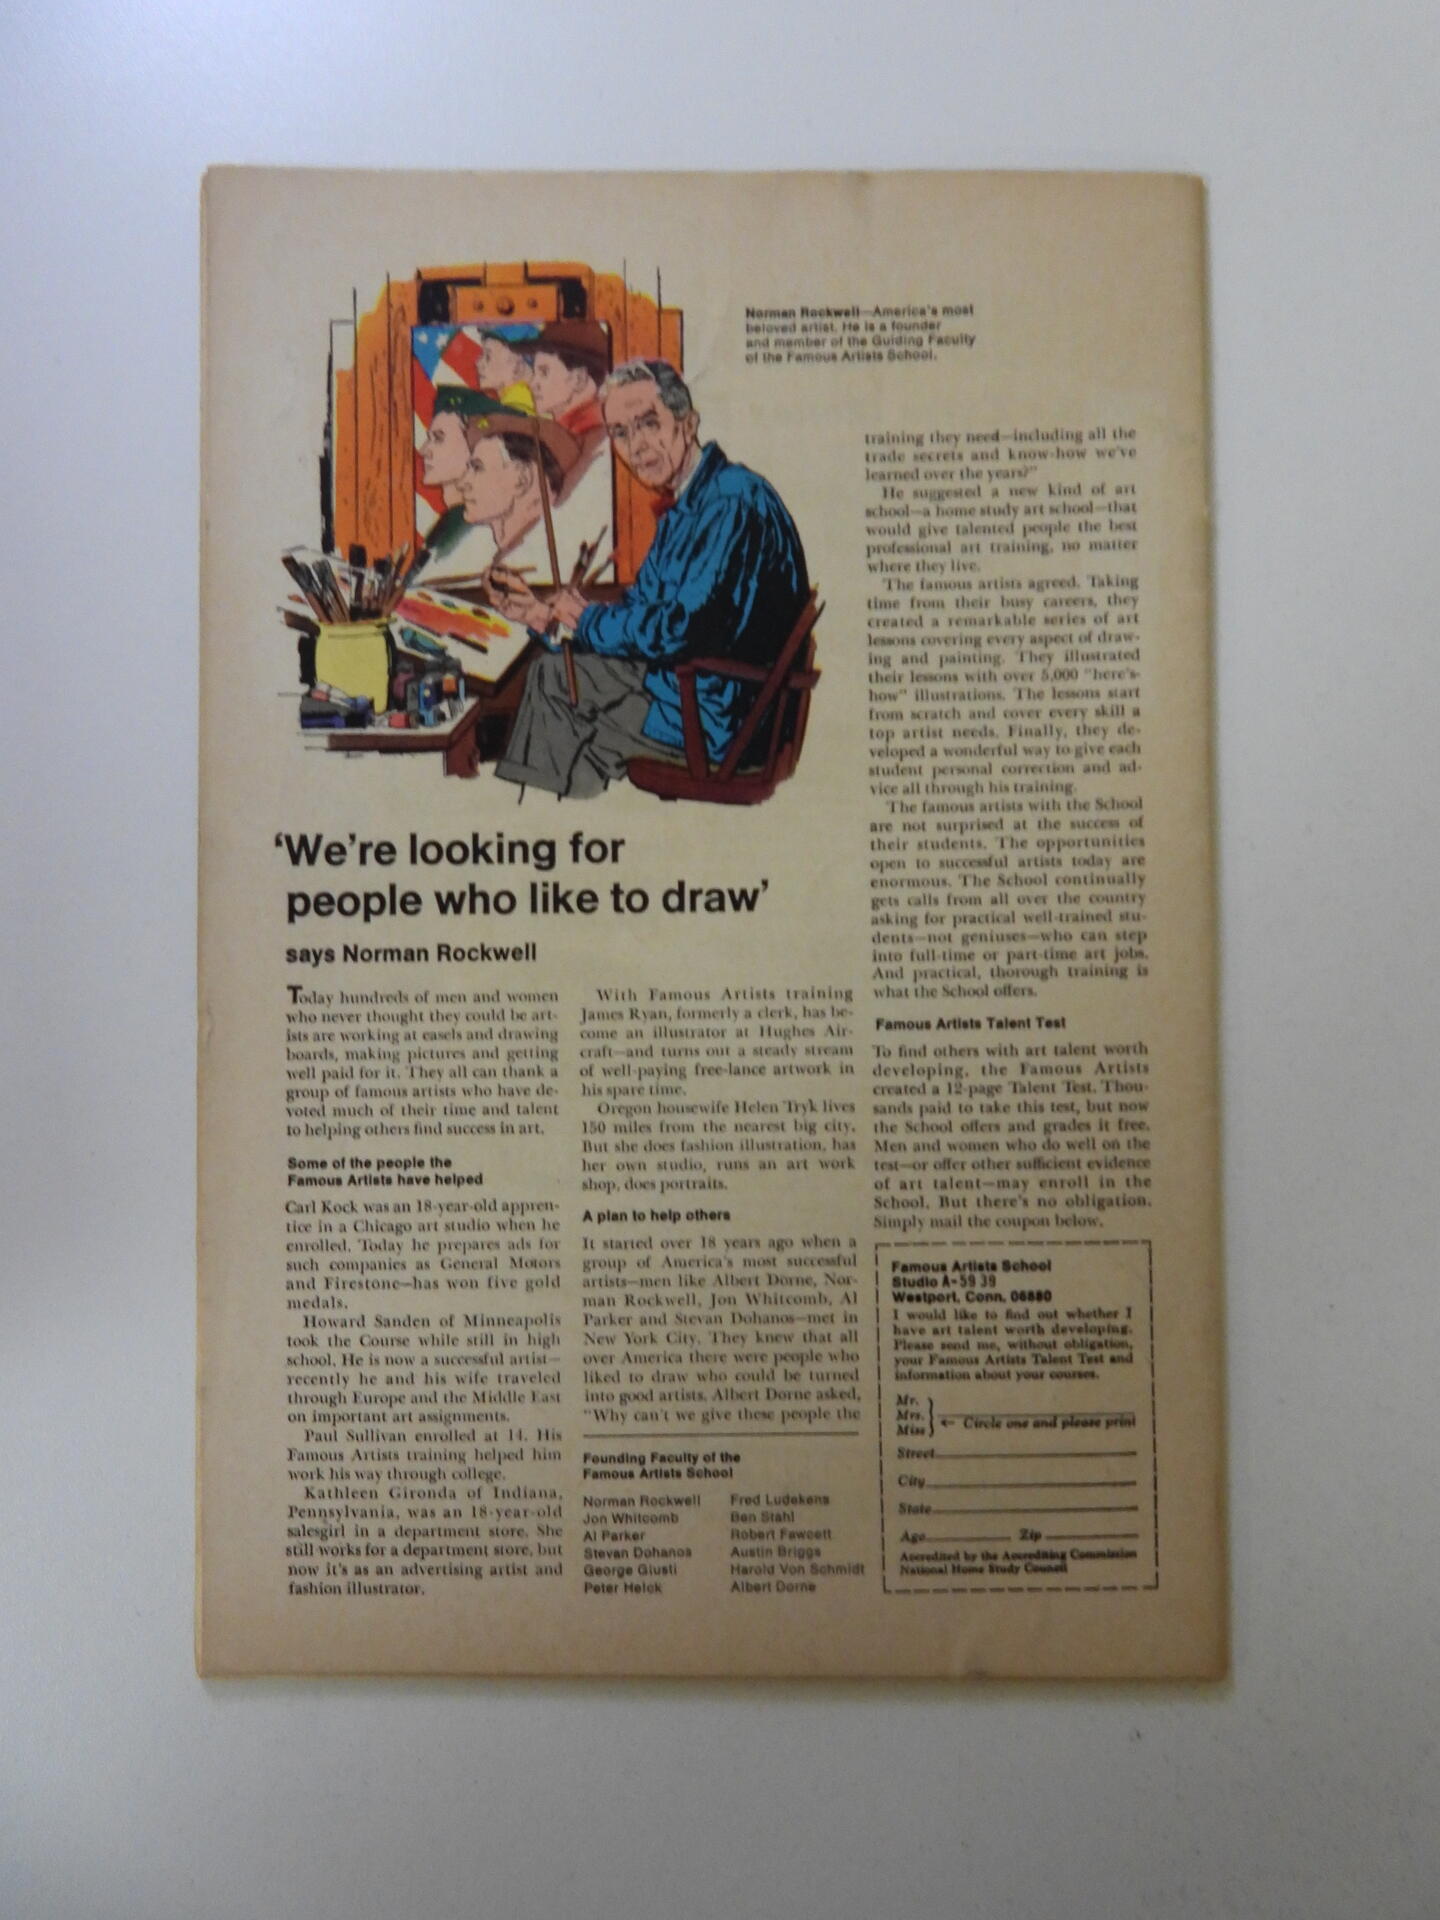 Norman Rockwell—America's most
beloved artist. He is a founder
and member of the Guiding Faculty
of the Famous Artists School.
'We're looking for
people who like to draw'
says Norman Rockwell
Today hundreds of men and women
who never thought they could be art-
ists are working at easels and drawing
boards, making pictures and getting
well paid for it. They all can thank a
group of famous artists who have de-
voted much of their time and talent
to helping others find success in art.
Some of the people the
Famous Artists have helped
Carl Kock was an 18-year-old appren-
tice in a Chicago art studio when he
enrolled. Today he prepares ads for
such companies as General Motors
and Firestone—has won five gold
medals.
Howard Sanden of Minneapolis
took the Course while still in high
school. He is now a successful artist—
recently he and his wife traveled
through Europe and the Middle East
on important art assignments.
Paul Sullivan enrolled at 14. His
Famous Artists training helped him
work his way through college.
Kathleen Gironda of Indiana,
Pennsylvania, was an 18-year-old
salesgirl in a department store. She
still works for a department store, but
now it's as an advertising artist and
fashion illustrator.
With Famous Artists training
James Ryan, formerly a clerk, has be-
come an illustrator at Hughes Air-
craft—and turns out a steady stream
of well-paying free-lance artwork in
his spare time.
Oregon housewife Helen Tryk lives
150 miles from the nearest big city.
But she does fashion illustration, has
her own studio, runs an art work
shop, does portraits.
A plan to help others
It started over 18 years ago when a
group of America's most successful
artists—men like Albert Dorne, Nor-
man Rockwell, Jon Whitcomb, Al
Parker and Stevan Dohanos—met in
New York City. They knew that all
over America there were people who
liked to draw who could be turned
into good artists. Albert Dorne asked,
"Why can't we give these people the
Founding Faculty of the
Famous Artists School
Norman Rockwell
Jon Whitcomb
Al Parker
Stevan Dohanos
George Giusti
Peter Helck
Fred Ludekens
Ben Stahl
Robert Fawcett
Austin Briggs
Harold Von Schmidt
Albert Dorne
training they need—including all the
trade secrets and know-how we've
learned over the years?"
He suggested a new kind of art
school—a home study art school—that
would give talented people the best
professional art training, no matter
where they live.
The famous artists agreed. Taking
time from their busy careers, they
created a remarkable series of art
lessons covering every aspect of draw-
ing and painting. They illustrated
their lessons with over 5,000 "here's-
how" illustrations. The lessons start
from scratch and cover every skill a
top artist needs. Finally, they de-
veloped a wonderful way to give each
student personal correction and ad-
vice all through his training.
The famous artists with the School
are not surprised at the success of
their students. The opportunities
open to successful artists today are
enormous. The School continually
gets calls from all over the country
asking for practical well-trained stu-
dents—not geniuses—who can step
into full-time or part-time art jobs.
And practical, thorough training is
what the School offers.
Famous Artists Talent Test
To find others with art talent worth
developing, the Famous Artists
created a 12-page Talent Test. Thou-
sands paid to take this test, but now
the School offers and grades it free.
Men and women who do well on the
test—or offer other sufficient evidence
of art talent—may enroll in the
School. But there's no obligation.
Simply mail the coupon below.
Famous Artists School
Studio A-59 39
Westport, Conn. 06880
I would like to find out whether I
have art talent worth developing.
Please send me, without obligation,
your Famous Artists Talent Test and
information about your courses.
Mr.
Mrs. ← Circle one and please print
Miss
Street
City
State
Age Zip
Accredited by the Accrediting Commission
National Home Study Council